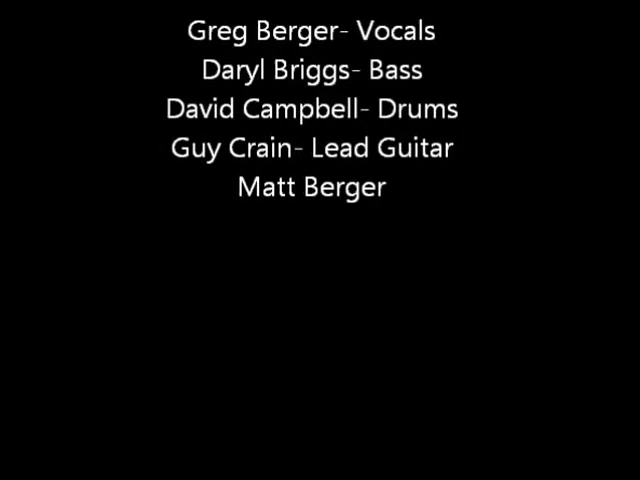 Greg Berger- Vocals
Daryl Briggs- Bass
David Campbell- Drums
Guy Crain- Lead Guitar
Matt Berger